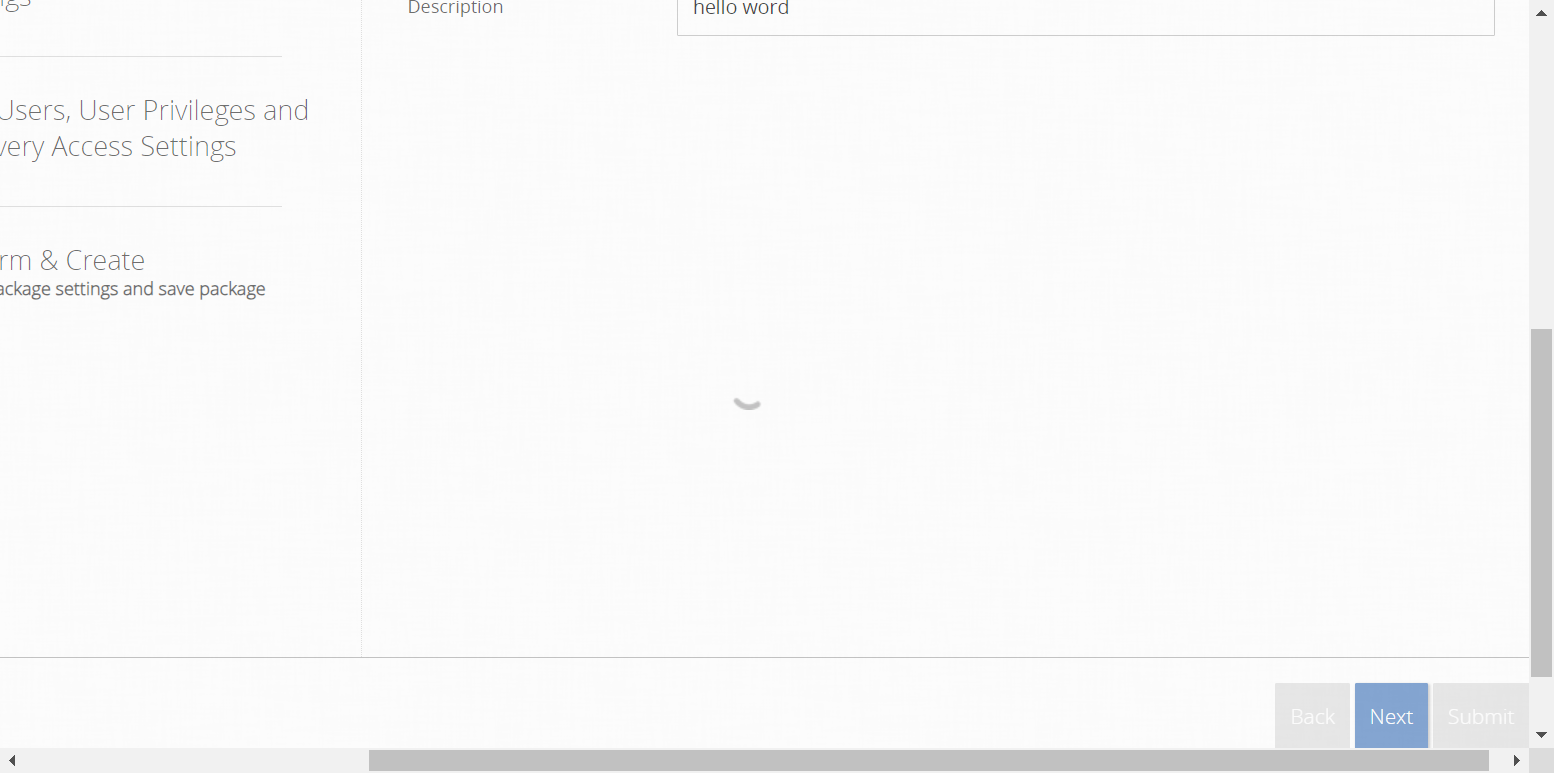 Description
hello word
Users, User Privileges and
very Access Settings
rm & Create
ackage settings and save package
Back
Next
Submit